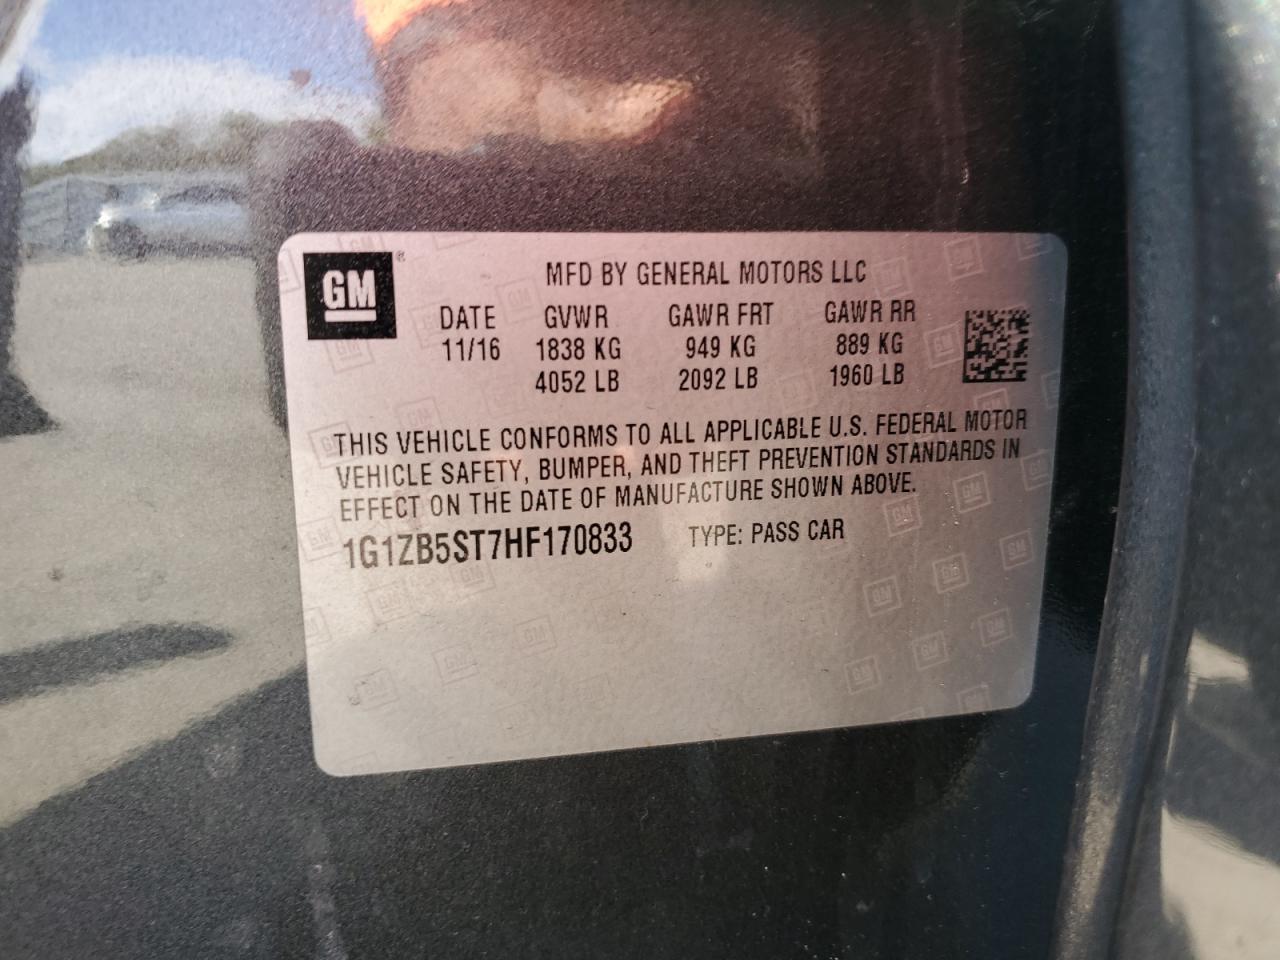 GM®
MFD BY GENERAL MOTORS LLC
DATE GVWR GAWR FRT GAWR RR
11/16 1838 KG 949 KG 889 KG
4052 LB 2092 LB 1960 LB
THIS VEHICLE CONFORMS TO ALL APPLICABLE U.S. FEDERAL MOTOR
VEHICLE SAFETY, BUMPER, AND THEFT PREVENTION STANDARDS IN
EFFECT ON THE DATE OF MANUFACTURE SHOWN ABOVE.
1G1ZB5ST7HF170833 TYPE: PASS CAR